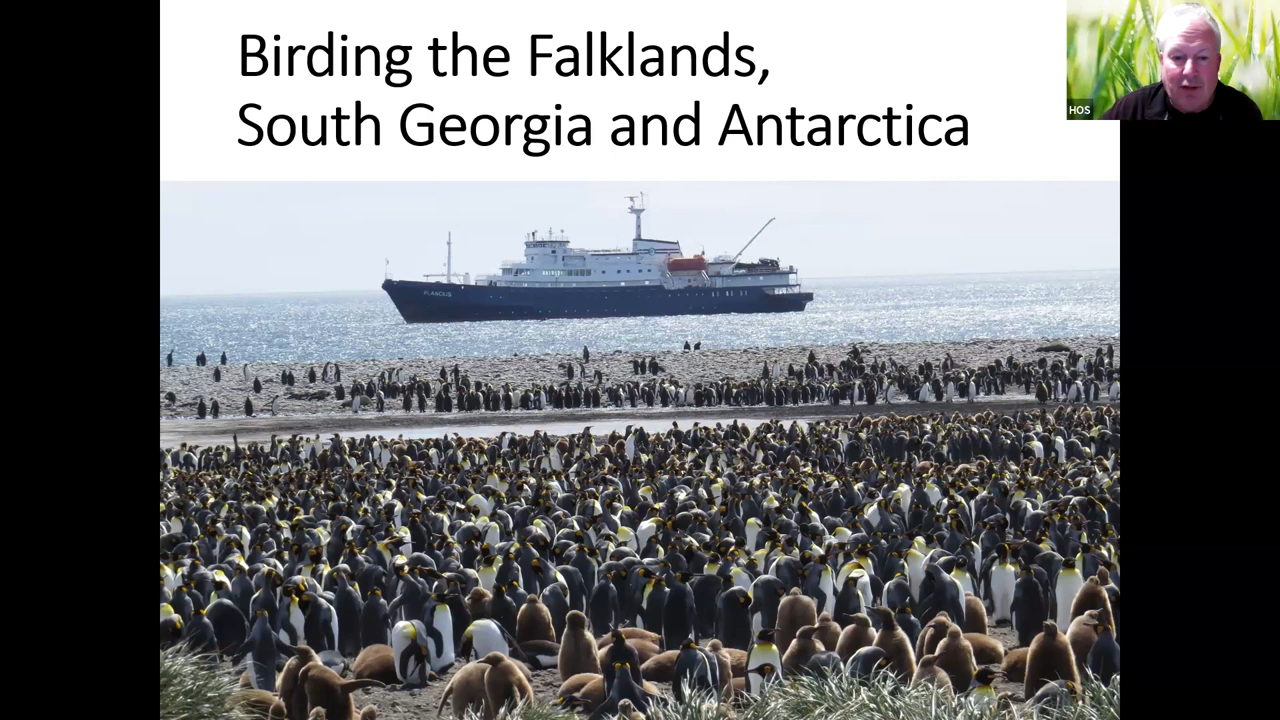 Birding the Falklands,
South Georgia and Antarctica
HOS
PLANCIUS